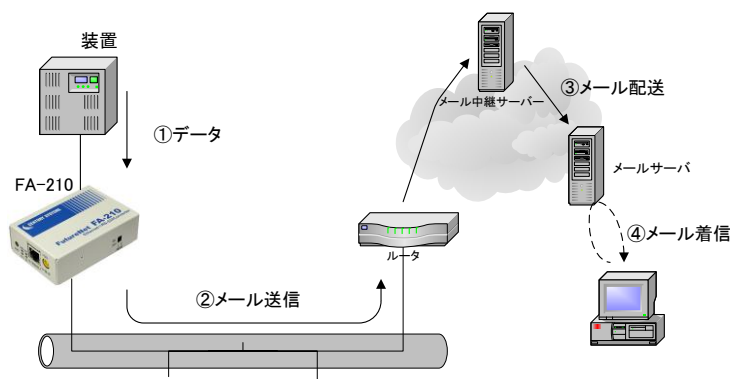 装置
①データ
FA-210
CENTURY SYSTEMS
FutureNet FA-210
②メール送信
ルータ
メール中継サーバー
③メール配送
メールサーバ
④メール着信